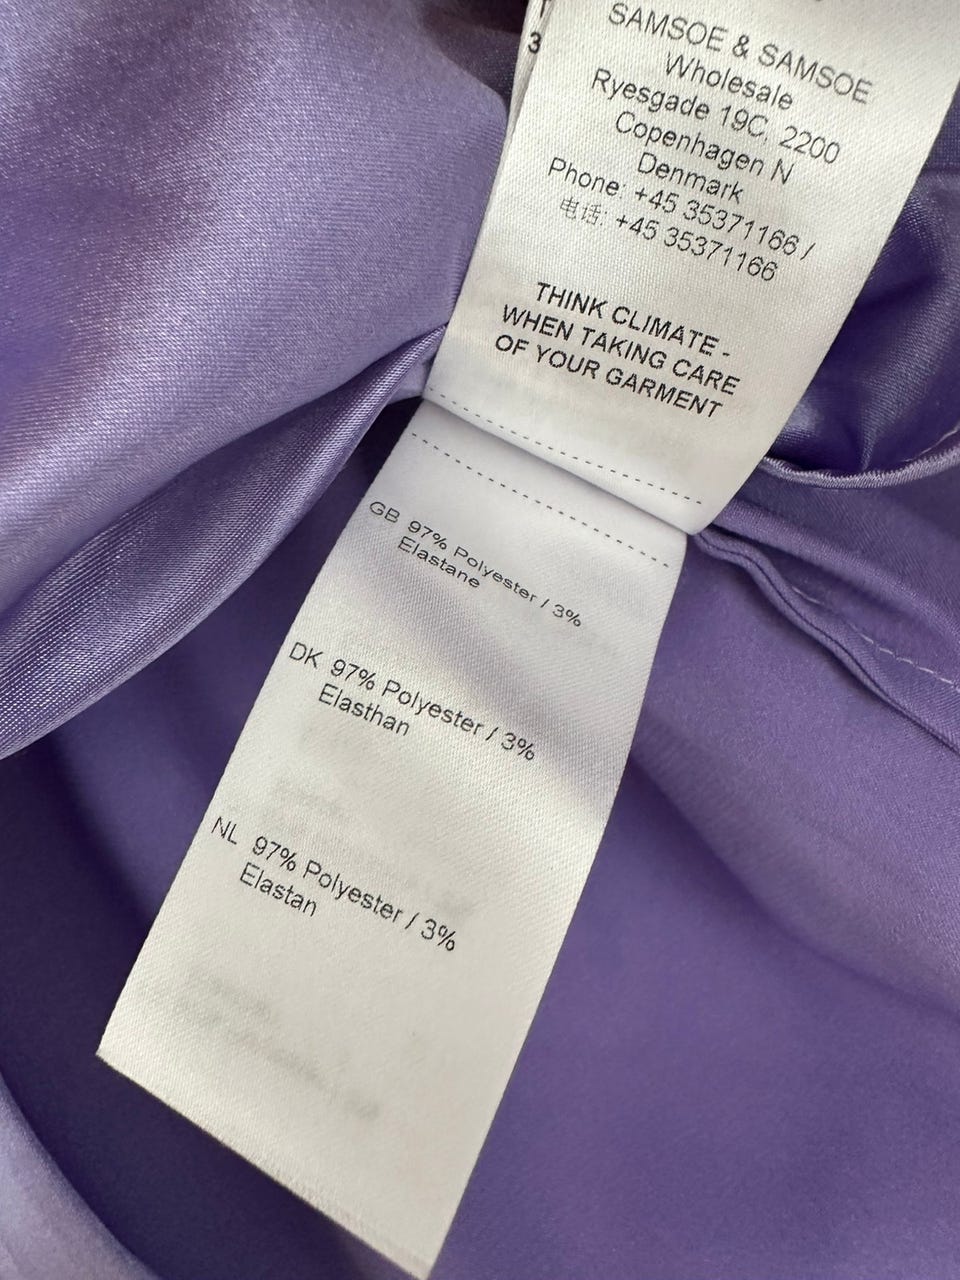 3
SAMSOE & SAMSOE
Wholesale
Ryesgade 19C, 2200
Copenhagen N
Denmark
Phone: +45 35371166 /
电话: +45 35371166
THINK CLIMATE -
WHEN TAKING CARE
OF YOUR GARMENT
GB 97% Polyester / 3%
Elastane
DK 97% Polyester / 3%
Elasthan
NL 97% Polyester / 3%
Elastan